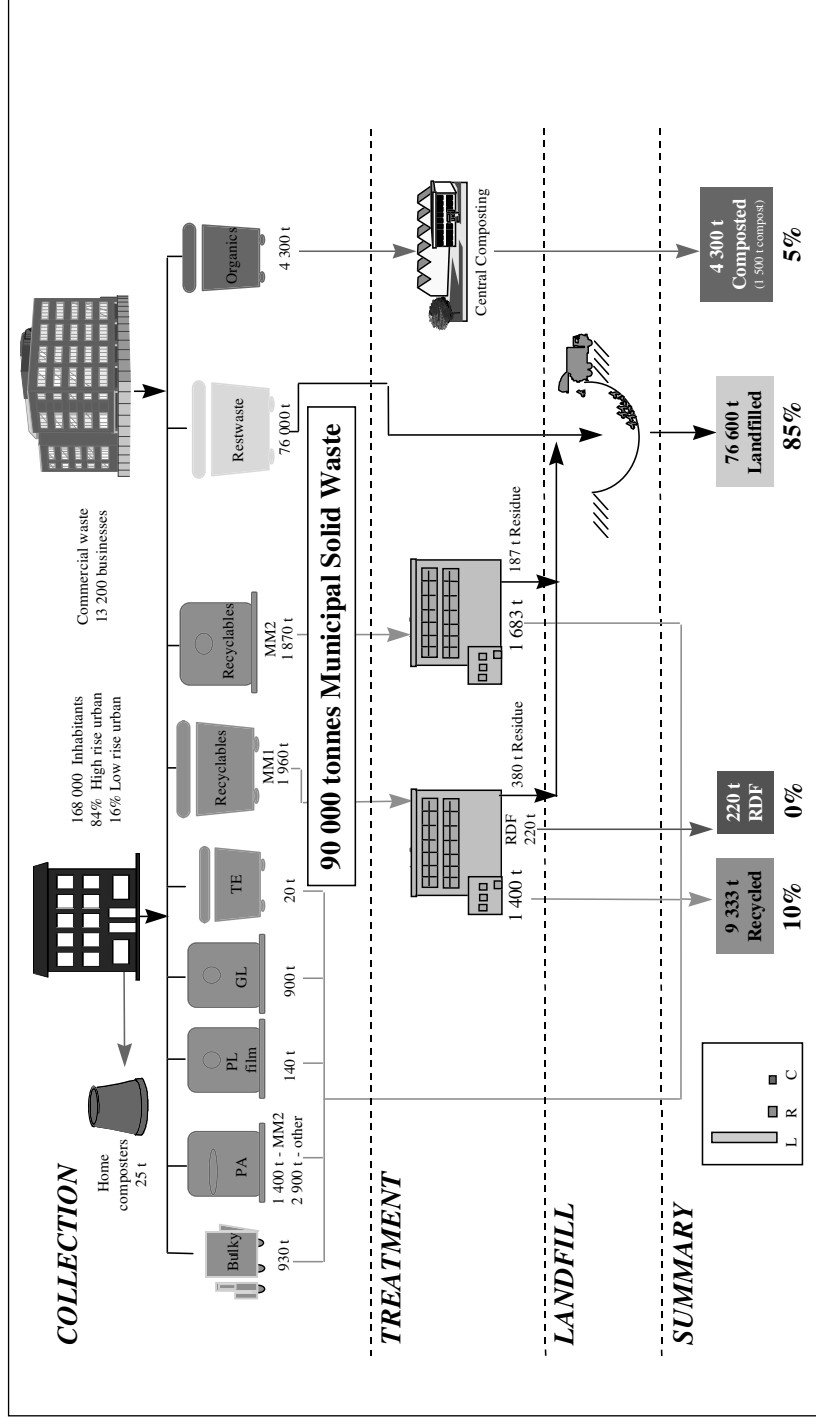 COLLECTION
Home
composters
25 t
168 000 Inhabitants
84% High rise urban
16% Low rise urban
Commercial waste
13 200 businesses
Bulky
930 t
PA
1 400 t - MM2
2 900 t - other
PL
film
140 t
GL
900 t
TE
20 t
Recyclables
MM1
1 960 t
Recyclables
MM2
1 870 t
Restwaste
76 000 t
Organics
4 300 t
90 000 tonnes Municipal Solid Waste
TREATMENT
1 400 t
RDF
220 t
380 t Residue
1 683 t
187 t Residue
Central Composting
LANDFILL
SUMMARY
L R C
9 333 t
Recycled
10%
220 t
RDF
0%
76 600 t
Landfilled
85%
4 300 t
Composted
(1 500 t compost)
5%